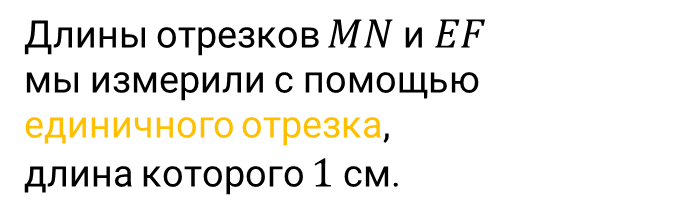 Длины отрезков MN и EF
мы измерили с помощью
единичного отрезка,
длина которого 1 см.